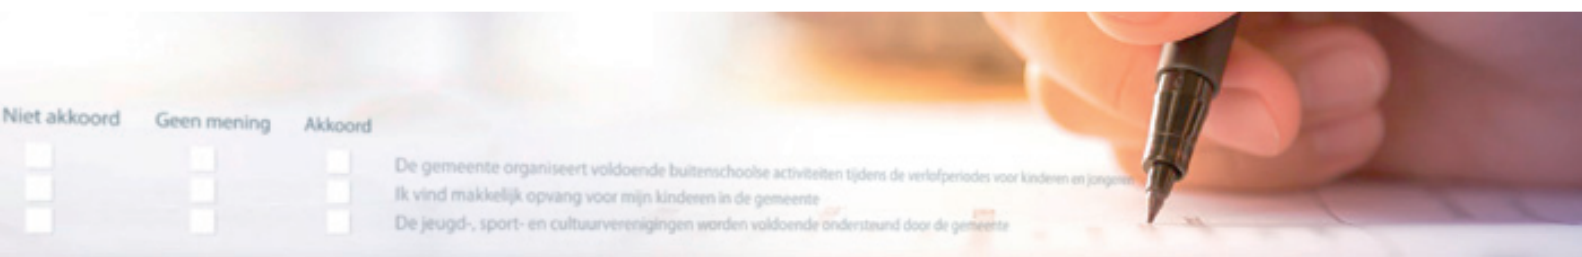 Niet akkoord Geen mening Akkoord
De gemeente organiseert voldoende buitenschoolse activiteiten tijdens de verlofperiodes voor kinderen en jongeren
Ik vind makkelijk opvang voor mijn kinderen in de gemeente
De jeugd-, sport- en cultuurverenigingen worden voldoende ondersteund door de gemeente